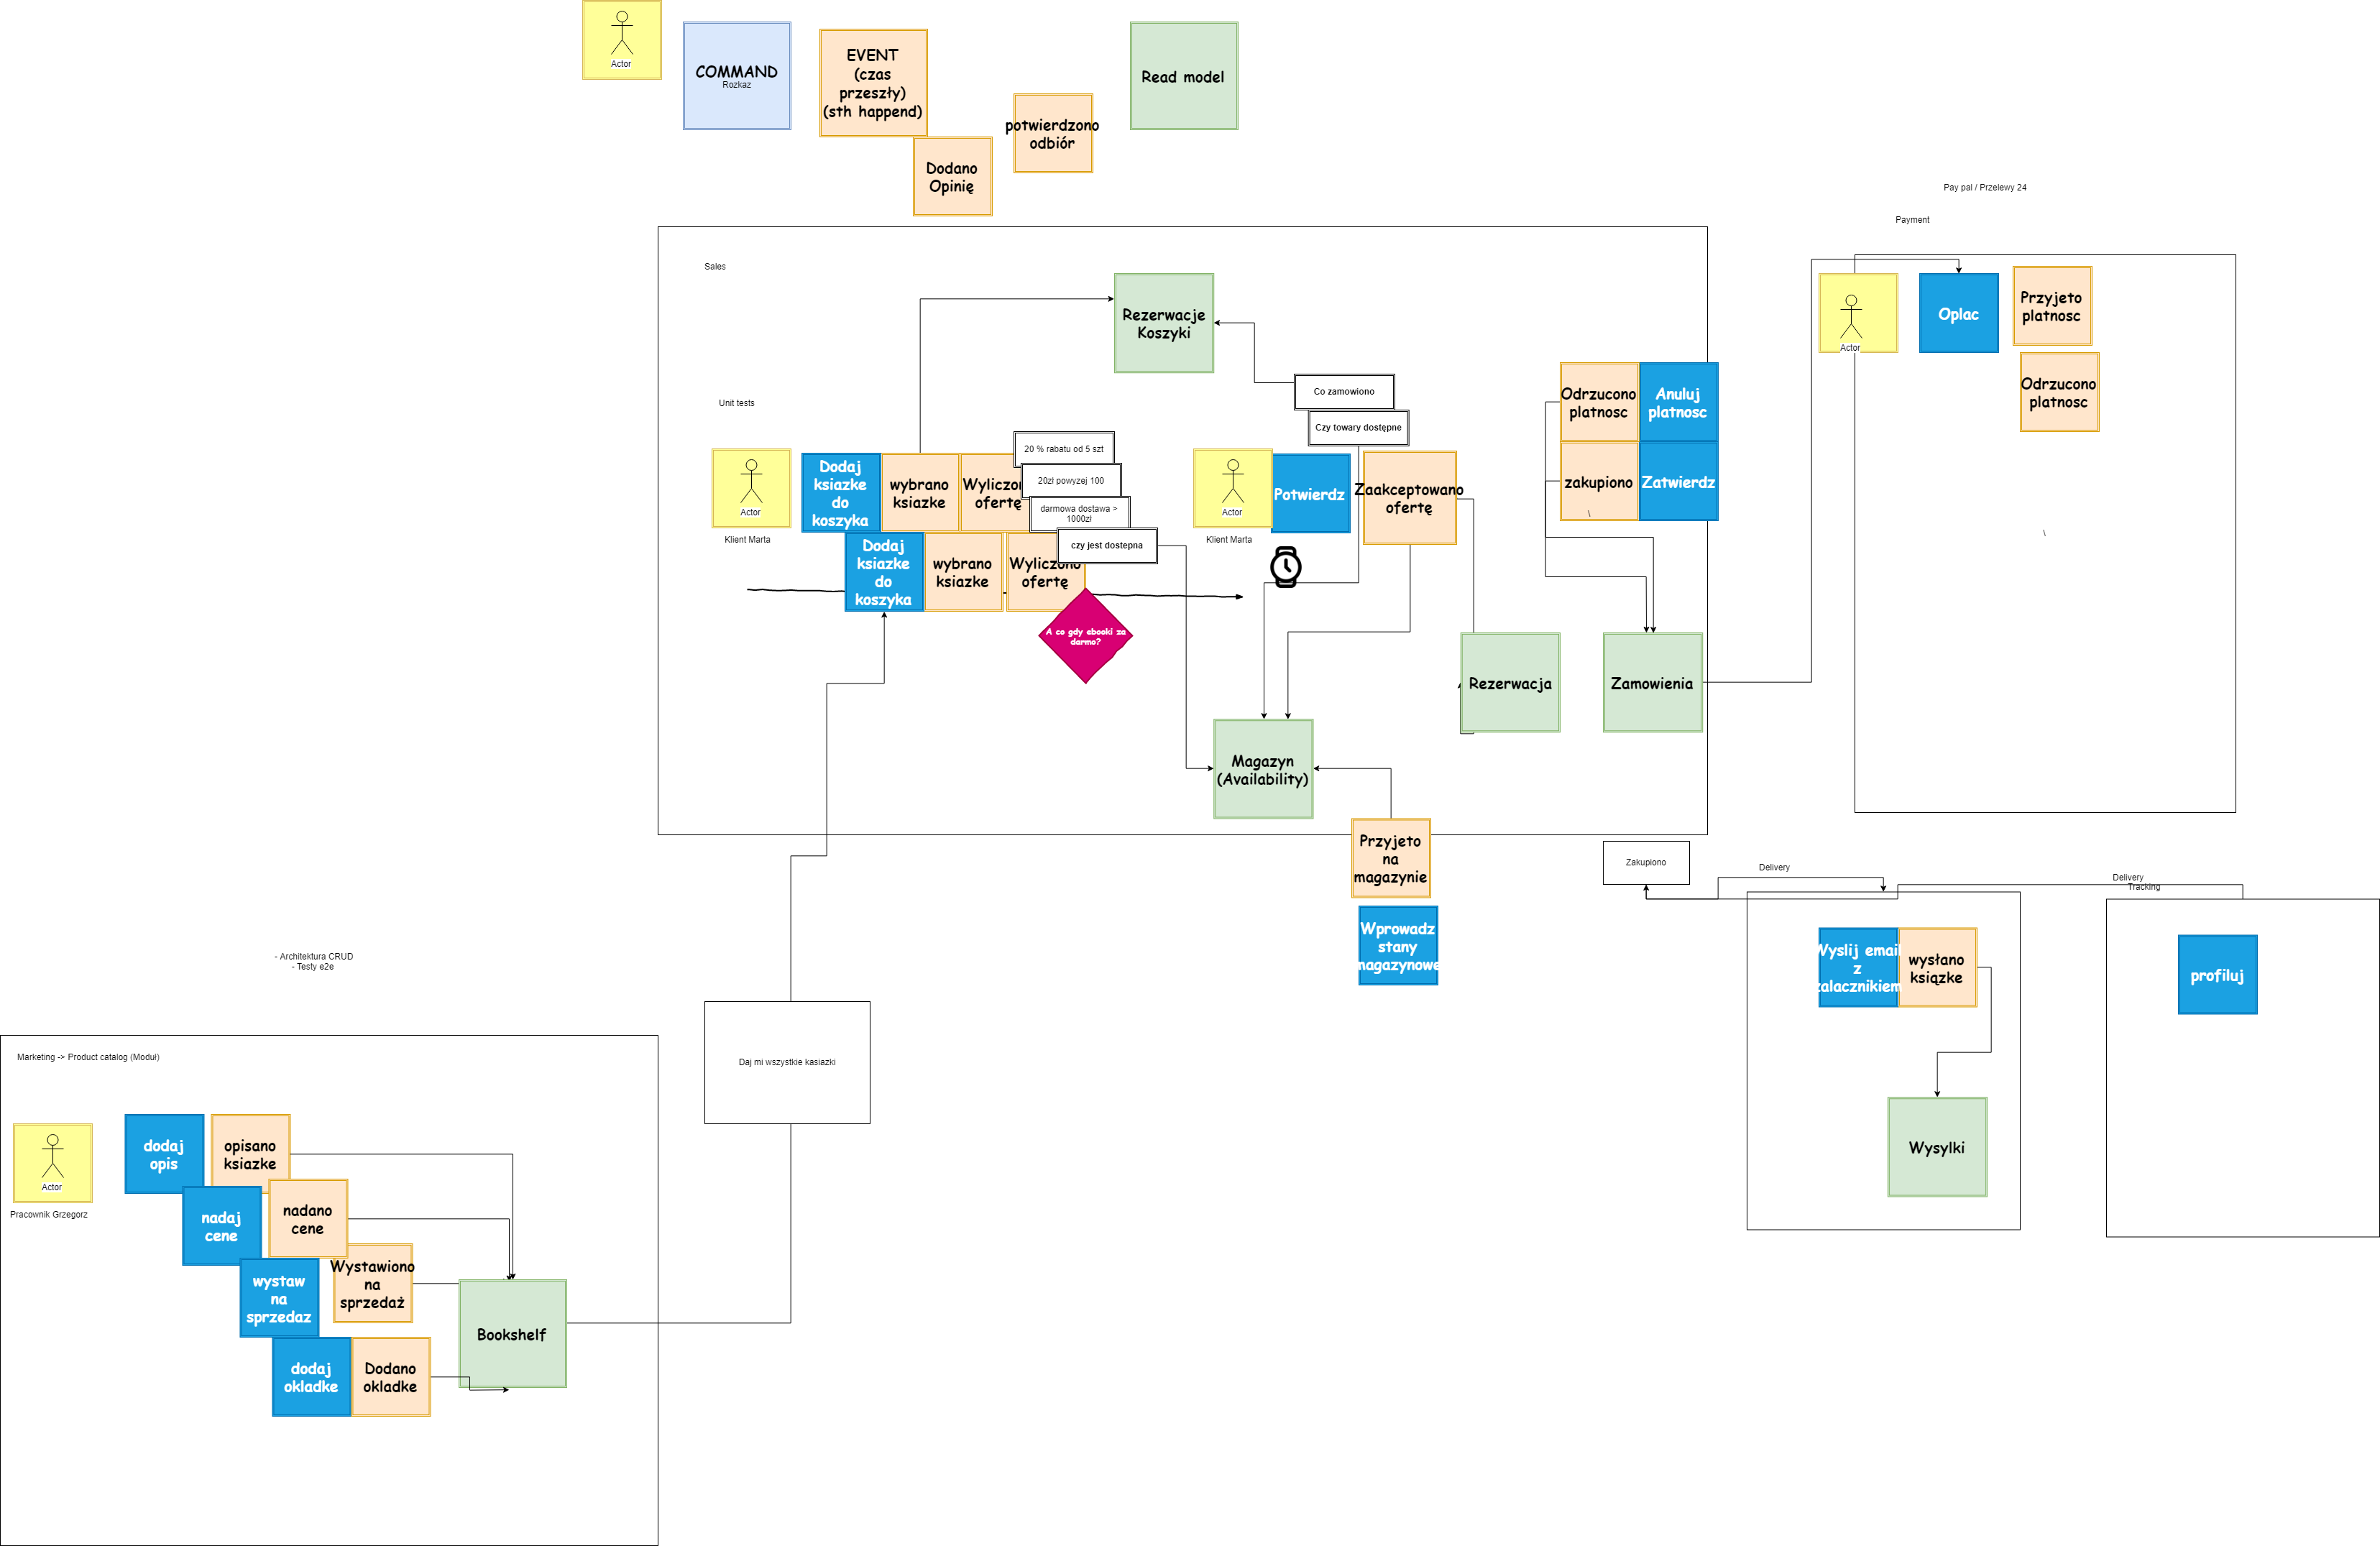 Actor
COMMAND
Rozkaz
EVENT
(czas
przeszły)
(sth happend)
Dodano
Opinię
potwierdzono
odbiór
Read model
Pay pal / Przelewy 24
Payment
Sales
Rezerwacje
Koszyki
Unit tests
Co zamowiono
Czy towary dostępne
Actor
Klient Marta
Dodaj
ksiazke
do
koszyka
wybrano
ksiazke
ofertę
20 % rabatu od 5 szt
20zł powyzej 100
darmowa dostawa >
1000zł
czy jest dostepna
Dodaj
ksiazke
do
koszyka
wybrano
ksiazke
Wyliczono
ofertę
A co gdy ebooki za
darmo?
Actor
Klient Marta
Potwierdz
Zaakceptowano
ofertę
Odrzucono
platnosc
Anuluj
platnosc
zakupiono
\
Zatwierdz
Rezerwacja
Zamowienia
Magazyn
(Availability)
Przyjeto
na
magazynie
Wprowadz
stany
magazynowe
Actor
Oplac
Przyjeto
platnosc
Odrzucono
platnosc
\
Zakupiono
Delivery
Wyslij email
z
zalacznikiem
wysłano
książke
Wysylki
Delivery
Tracking
profiluj
- Architektura CRUD
- Testy e2e
Daj mi wszystkie kasiazki
Marketing -> Product catalog (Moduł)
Actor
Pracownik Grzegorz
dodaj
opis
opisano
ksiazke
nadaj
cene
nadano
cene
wystaw
na
sprzedaz
Wystawiono
na
sprzedaż
dodaj
okladke
Dodano
okladke
Bookshelf